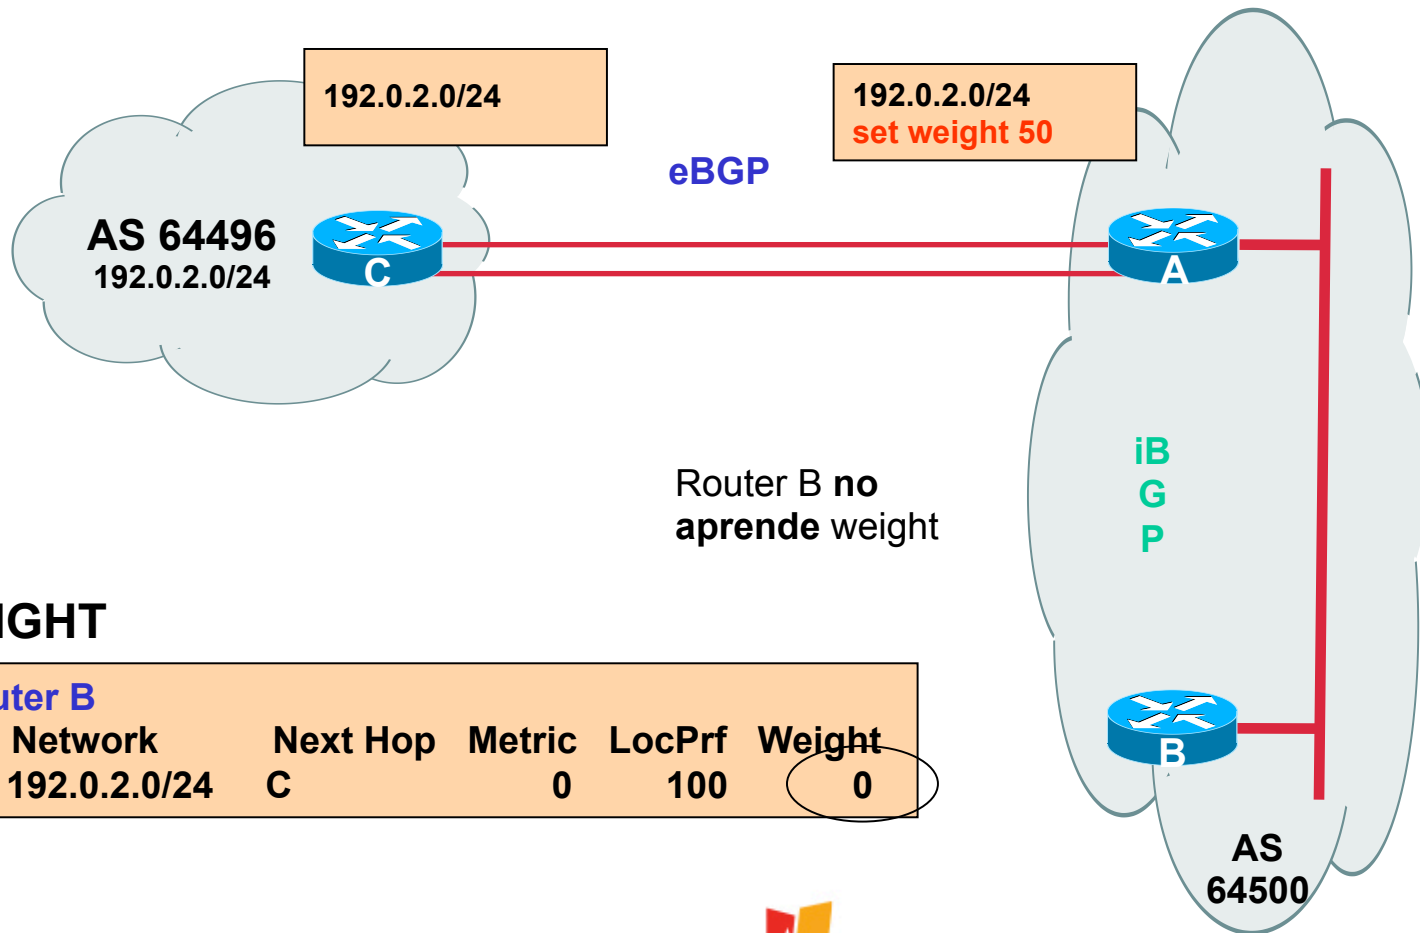 192.0.2.0/24
192.0.2.0/24
set weight 50
eBGP
AS 64496
192.0.2.0/24
C
A
iB
G
P
Router B no
aprende weight
IGHT
uter B
Network Next Hop Metric LocPrf Weight
192.0.2.0/24 C 0 100 0
B
AS
64500